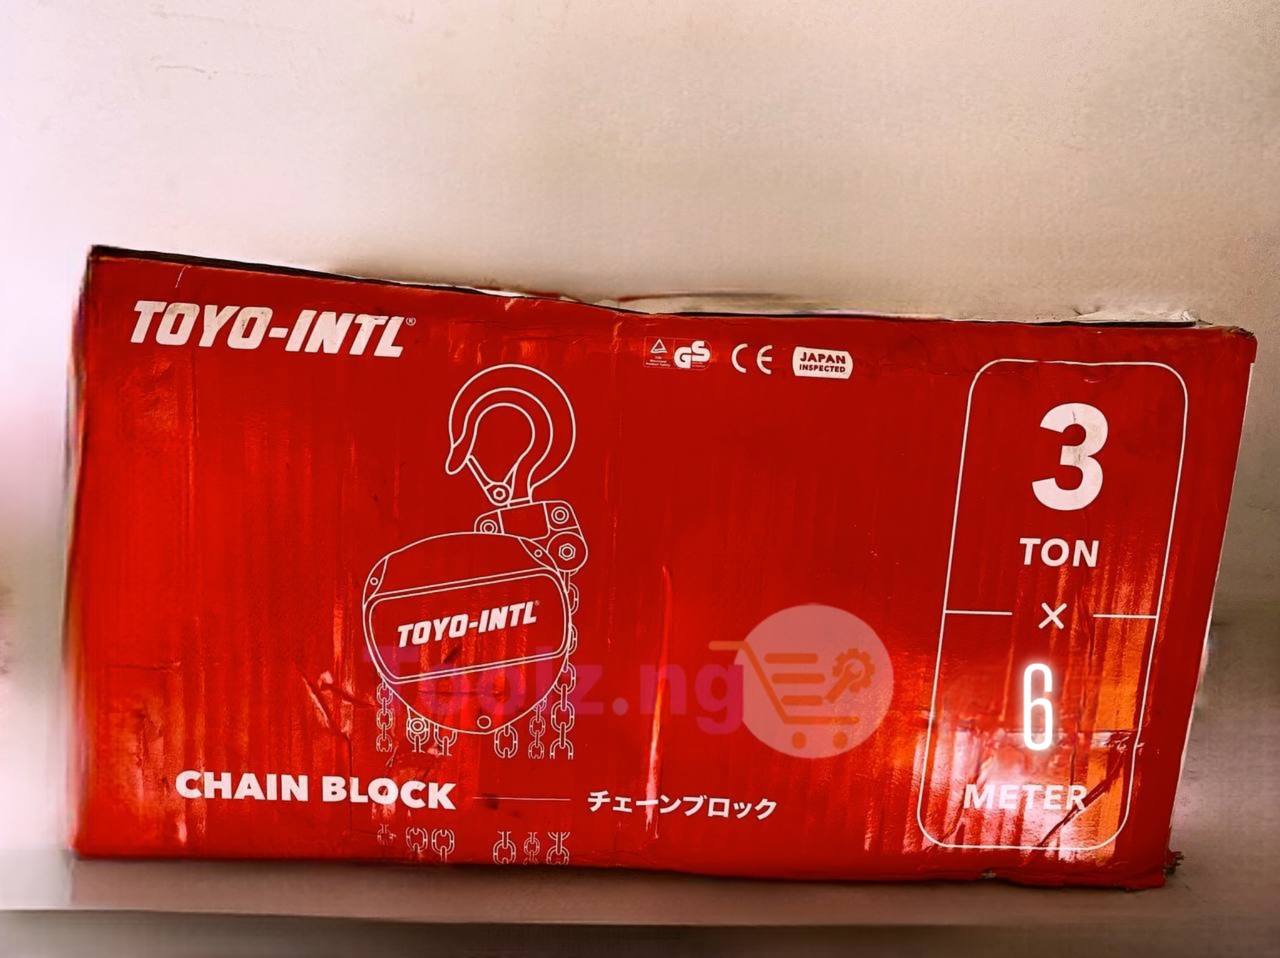 TOYO-INTL®
GS
CE
JAPAN
INSPECTED
3
TON
×
6
METER
TOYO-INTL
Toolz.ng
CHAIN BLOCK
チェーンブロック